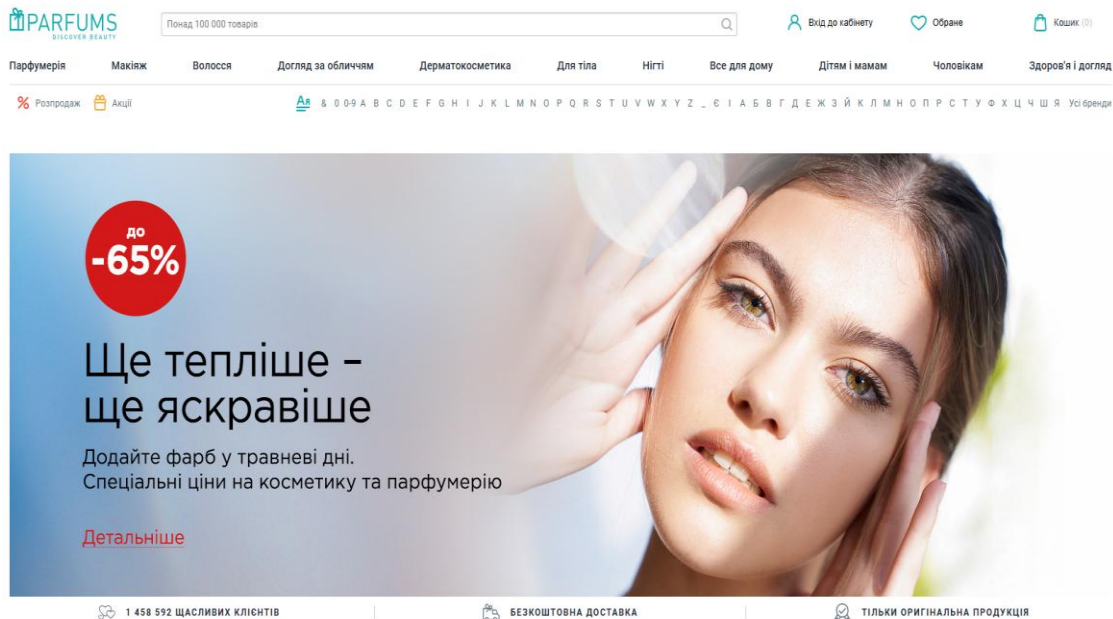 PARFUMS
DISCOVER BEAUTY
Понад 100 000 товарів
Вхід до кабінету
Обране
Кошик (0)
Парфумерія Макіяж Волосся Догляд за обличчям Дерматокосметика Для тіла Нігті Все для дому Дітям і мамам Чоловікам Здоров'я і догляд
% Розпродаж Акції Ая & 0 0-9 A B C D E F G H I J K L M N O P Q R S T U V W X Y Z _ Є І А Б В Г Д Е Ж З Й К Л М Н О П Р С Т У Ф Х Ц Ч Ш Я Усі бренди
до
-65%
Ще тепліше –
ще яскравіше
Додайте фарб у травневі дні.
Спеціальні ціни на косметику та парфумерію
Детальніше
1 458 592 ЩАСЛИВИХ КЛІЄНТІВ
БЕЗКОШТОВНА ДОСТАВКА
ТІЛЬКИ ОРИГІНАЛЬНА ПРОДУКЦІЯ